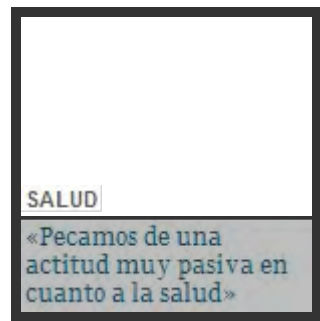 SALUD
«Pecamos de una
actitud muy pasiva en
cuanto a la salud»